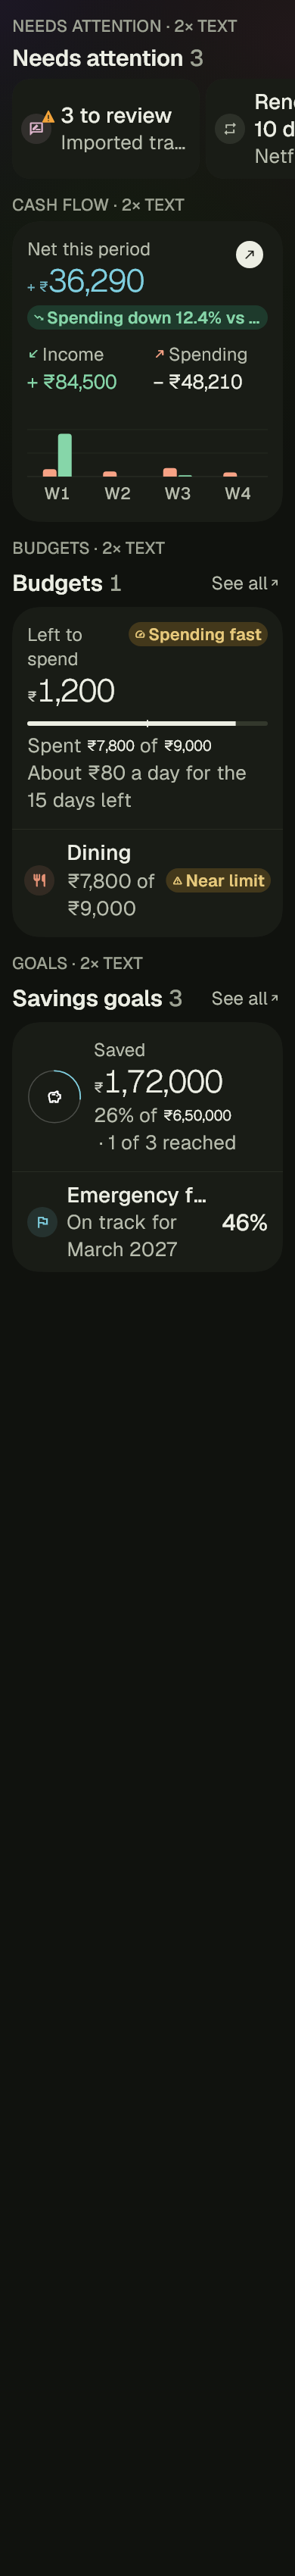 NEEDS ATTENTION · 2× TEXT
Needs attention 3
3 to review
Imported tra...
Ren
10 d
Netf
CASH FLOW · 2× TEXT
Net this period
+ ₹36,290
Spending down 12.4% vs ...
Income
Spending
+ ₹84,500
− ₹48,210
W1 W2 W3 W4
BUDGETS · 2× TEXT
Budgets 1
See all
Left to
spend
Spending fast
₹1,200
Spent ₹7,800 of ₹9,000
About ₹80 a day for the
15 days left
Dining
₹7,800 of
₹9,000
Near limit
GOALS · 2× TEXT
Savings goals 3
See all
Saved
₹1,72,000
26% of ₹6,50,000
· 1 of 3 reached
Emergency f...
On track for
March 2027
46%